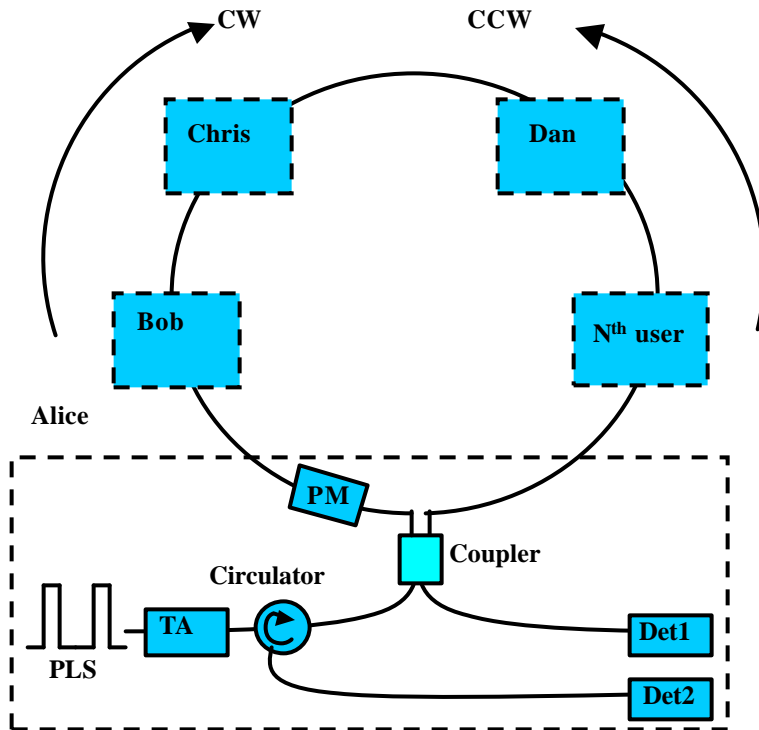 CW
CCW
Chris
Dan
Bob
Nth user
Alice
PM
Coupler
Circulator
TA
Det1
PLS
Det2